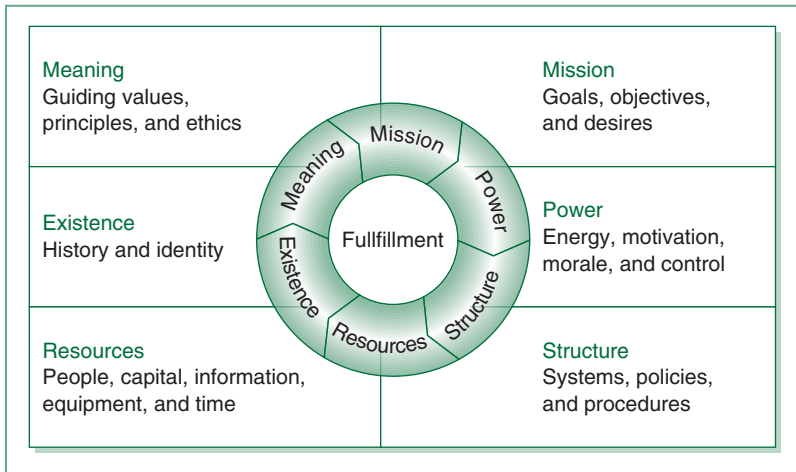 Meaning
Guiding values,
principles, and ethics
Mission
Goals, objectives,
and desires
Existence
History and identity
Power
Energy, motivation,
morale, and control
Resources
People, capital, information,
equipment, and time
Structure
Systems, policies,
and procedures
Meaning
Mission
Power
Structure
Resources
Existence
Fullfillment